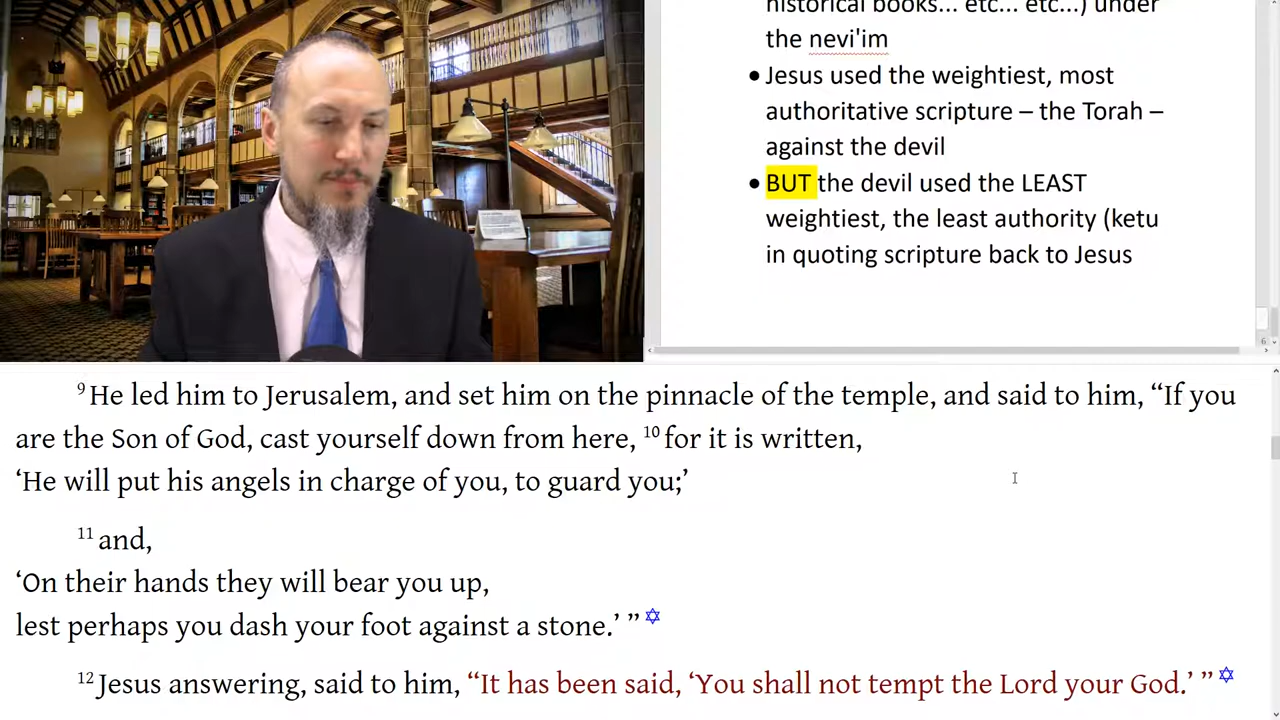 historical books... etc... etc...) under
the nevi'im
• Jesus used the weightiest, most
authoritative scripture – the Torah –
against the devil
• BUT the devil used the LEAST
weightiest, the least authority (ketu
in quoting scripture back to Jesus
9 He led him to Jerusalem, and set him on the pinnacle of the temple, and said to him, “If you
are the Son of God, cast yourself down from here, 10 for it is written,
‘He will put his angels in charge of you, to guard you;’
11 and,
‘On their hands they will bear you up,
lest perhaps you dash your foot against a stone.’ ” ✡
12 Jesus answering, said to him, “It has been said, ‘You shall not tempt the Lord your God.’ ” ✡